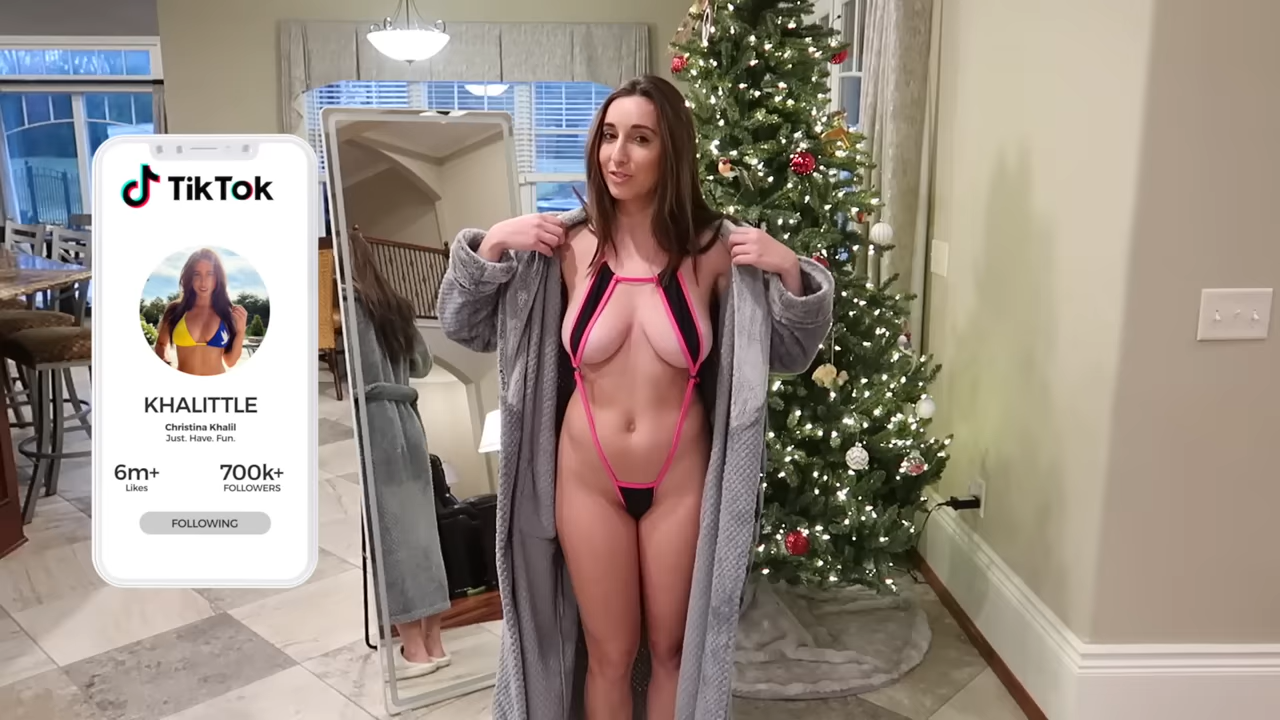 TikTok
KHALITTLE
Christina Khalil
Just. Have. Fun.
6m+ 700k+
Likes FOLLOWERS
FOLLOWING